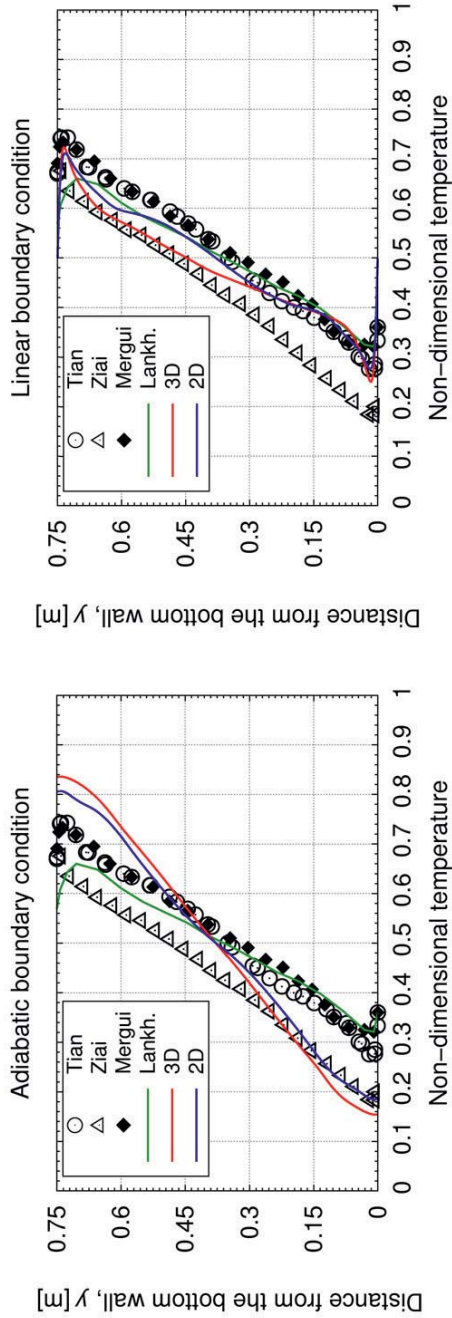 Adiabatic boundary condition
Distance from the bottom wall, y [m]
0.75
0.6
0.45
0.3
0.15
0
Tian
Ziai
Mergui
Lankh.
3D
2D
0 0.1 0.2 0.3 0.4 0.5 0.6 0.7 0.8 0.9 1
Non−dimensional temperature
Linear boundary condition
Distance from the bottom wall, y [m]
0.75
0.6
0.45
0.3
0.15
0
Tian
Ziai
Mergui
Lankh.
3D
2D
0 0.1 0.2 0.3 0.4 0.5 0.6 0.7 0.8 0.9 1
Non−dimensional temperature